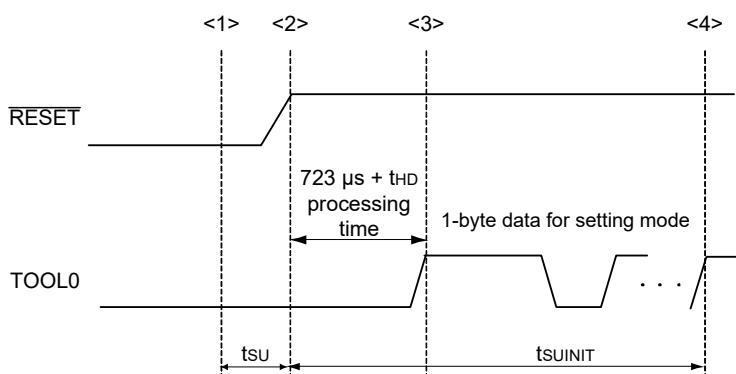 <1> <2> <3> <4>
RESET
723 µs + tHD
processing
time
1-byte data for setting mode
TOOL0
. . .
tSU
tSUINIT